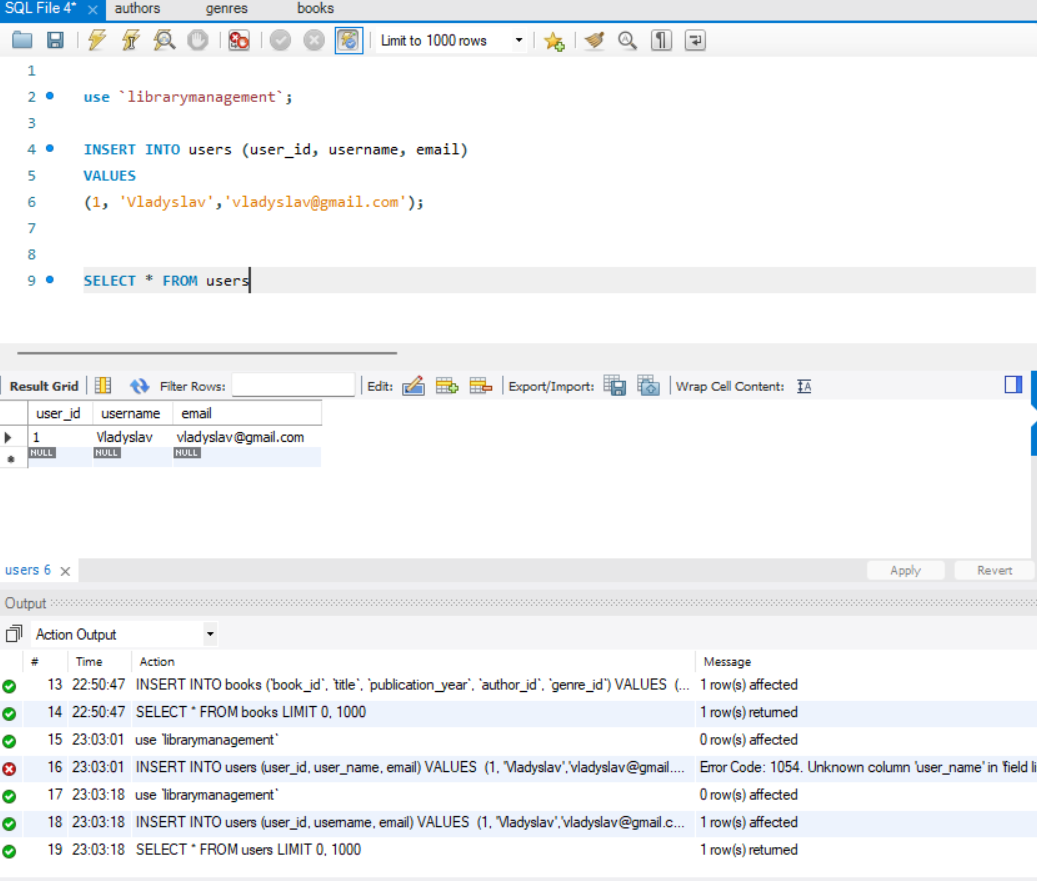 SQL File 4* × authors genres books
Limit to 1000 rows
1
2 use `librarymanagement`;
3
4 INSERT INTO users (user_id, username, email)
5 VALUES
6 (1, 'Vladyslav','vladyslav@gmail.com');
7
8
9 SELECT * FROM users
Result Grid Filter Rows: Edit: Export/Import: Wrap Cell Content: IA
user_id username email
1 Vladyslav vladyslav@gmail.com
NULL NULL NULL
users 6 × Apply Revert
Output
Action Output
# Time Action Message
13 22:50:47 INSERT INTO books (`book_id`, `title`, `publication_year`, `author_id`, `genre_id`) VALUES (... 1 row(s) affected
14 22:50:47 SELECT * FROM books LIMIT 0, 1000 1 row(s) returned
15 23:03:01 use `librarymanagement` 0 row(s) affected
16 23:03:01 INSERT INTO users (user_id, user_name, email) VALUES (1, 'Vladyslav','vladyslav@gmail.... Error Code: 1054. Unknown column 'user_name' in 'field li
17 23:03:18 use `librarymanagement` 0 row(s) affected
18 23:03:18 INSERT INTO users (user_id, username, email) VALUES (1, 'Vladyslav','vladyslav@gmail.c... 1 row(s) affected
19 23:03:18 SELECT * FROM users LIMIT 0, 1000 1 row(s) returned